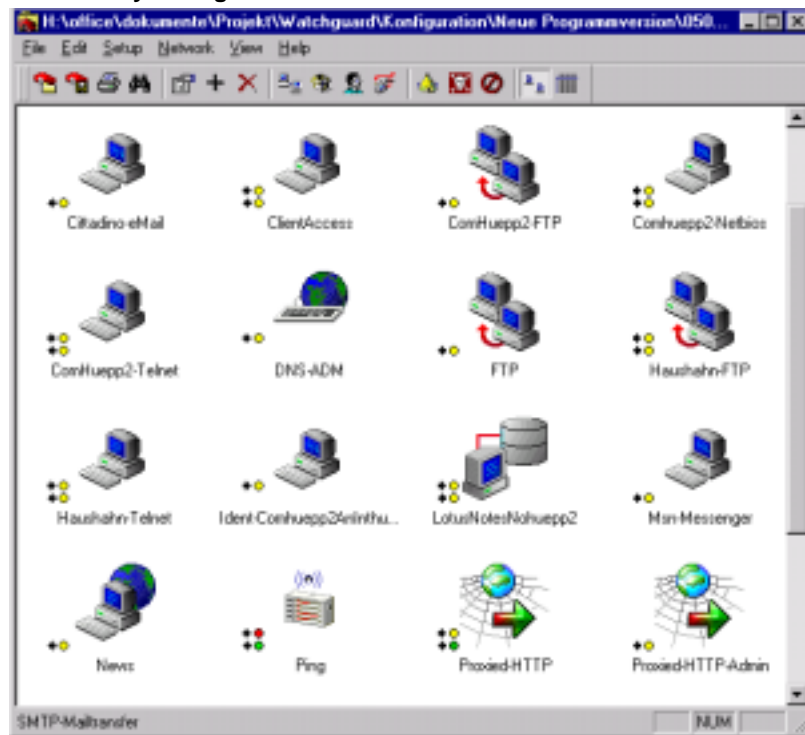 H:\office\dokumente\Projekt\Watchguard\Konfiguration\Neue Programmversion\050...
File Edit Setup Network View Help
Cittadino-eMail ClientAccess ComHuepp2-FTP Comhuepp2-Netbios
ComHuepp2-Telnet DNS-ADM FTP Haushahn-FTP
Haushahn-Telnet Ident-Comhuepp2AnInthu... LotusNotesNohuepp2 Msn-Messenger
News Ping Proxied-HTTP Proxied-HTTP-Admin
SMTP-Mailtransfer NUM